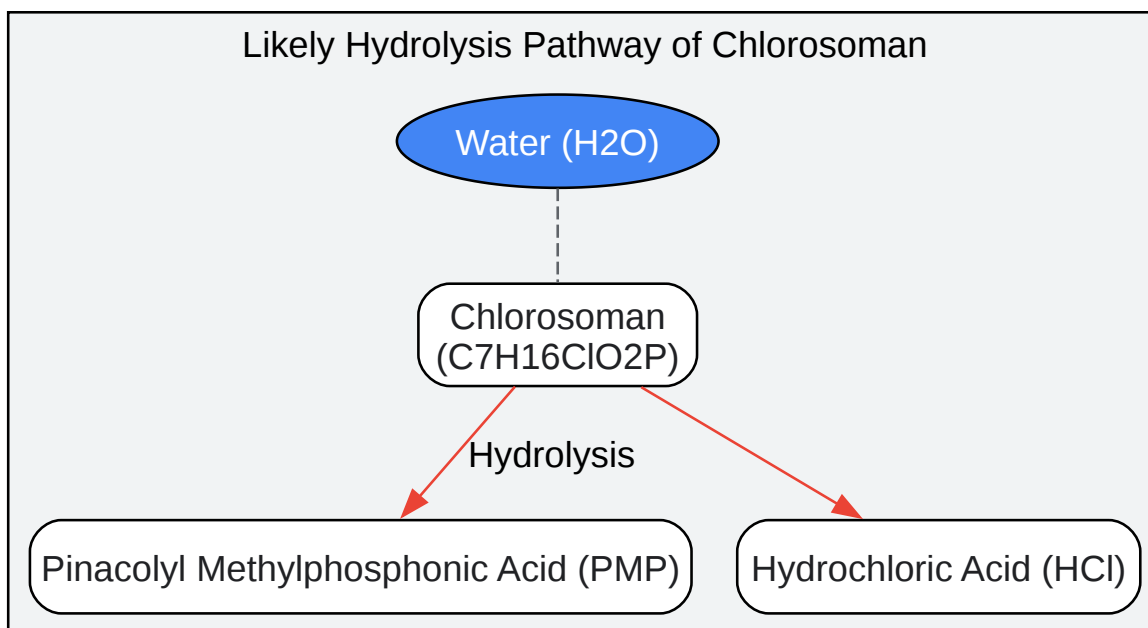 Likely Hydrolysis Pathway of Chlorosoman
Water (H2O)
Chlorosoman
(C7H16ClO2P)
Hydrolysis
Pinacolyl Methylphosphonic Acid (PMP)
Hydrochloric Acid (HCl)